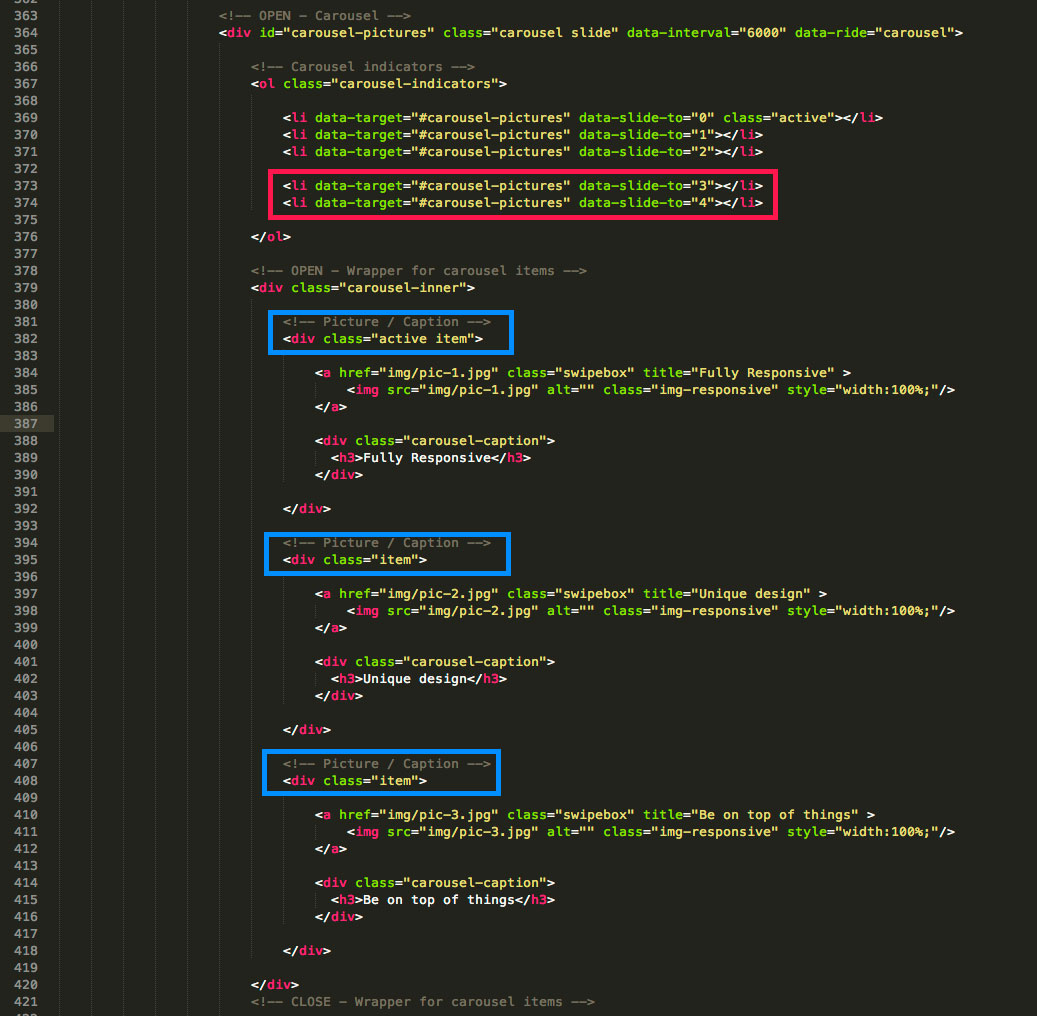 363 <!-- OPEN - Carousel -->
364 <div id="carousel-pictures" class="carousel slide" data-interval="6000" data-ride="carousel">
365
366 <!-- Carousel indicators -->
367 <ol class="carousel-indicators">
368
369 <li data-target="#carousel-pictures" data-slide-to="0" class="active"></li>
370 <li data-target="#carousel-pictures" data-slide-to="1"></li>
371 <li data-target="#carousel-pictures" data-slide-to="2"></li>
372
373 <li data-target="#carousel-pictures" data-slide-to="3"></li>
374 <li data-target="#carousel-pictures" data-slide-to="4"></li>
375
376 </ol>
377
378 <!-- OPEN - Wrapper for carousel items -->
379 <div class="carousel-inner">
380
381 <!-- Picture / Caption -->
382 <div class="active item">
383
384 <a href="img/pic-1.jpg" class="swipebox" title="Fully Responsive" >
385 <img src="img/pic-1.jpg" alt="" class="img-responsive" style="width:100%;"/>
386 </a>
387
388 <div class="carousel-caption">
389 <h3>Fully Responsive</h3>
390 </div>
391
392 </div>
393
394 <!-- Picture / Caption -->
395 <div class="item">
396
397 <a href="img/pic-2.jpg" class="swipebox" title="Unique design" >
398 <img src="img/pic-2.jpg" alt="" class="img-responsive" style="width:100%;"/>
399 </a>
400
401 <div class="carousel-caption">
402 <h3>Unique design</h3>
403 </div>
404
405 </div>
406
407 <!-- Picture / Caption -->
408 <div class="item">
409
410 <a href="img/pic-3.jpg" class="swipebox" title="Be on top of things" >
411 <img src="img/pic-3.jpg" alt="" class="img-responsive" style="width:100%;"/>
412 </a>
413
414 <div class="carousel-caption">
415 <h3>Be on top of things</h3>
416 </div>
417
418 </div>
419
420 </div>
421 <!-- CLOSE - Wrapper for carousel items -->